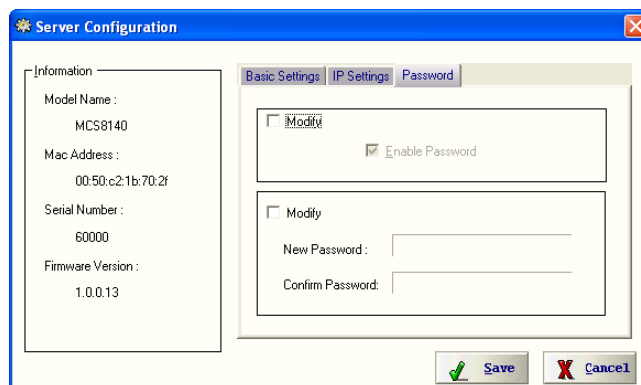 Server Configuration
Information
Model Name :
MCS8140
Mac Address :
00:50:c2:1b:70:2f
Serial Number :
60000
Firmware Version :
1.0.0.13
Basic Settings IP Settings Password
Modify
Enable Password
Modify
New Password :
Confirm Password:
Save Cancel